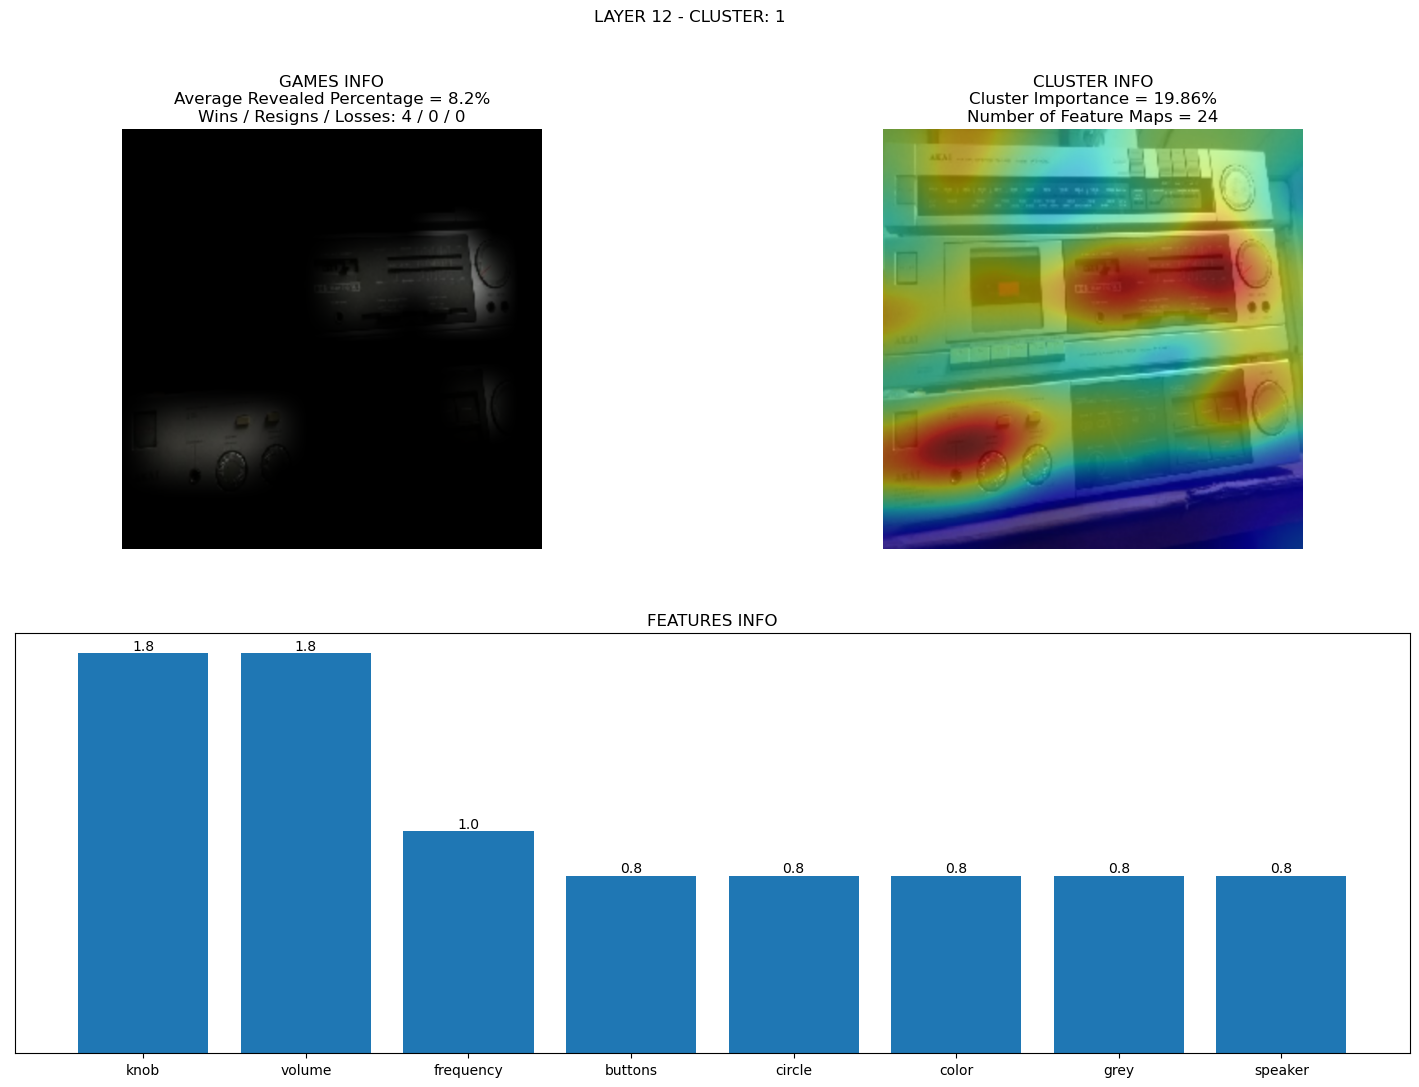 LAYER 12 - CLUSTER: 1
GAMES INFO
Average Revealed Percentage = 8.2%
Wins / Resigns / Losses: 4 / 0 / 0
CLUSTER INFO
Cluster Importance = 19.86%
Number of Feature Maps = 24
AKAI
FEATURES INFO
1.8
1.8
1.0
0.8
0.8
0.8
0.8
0.8
knob
volume
frequency
buttons
circle
color
grey
speaker